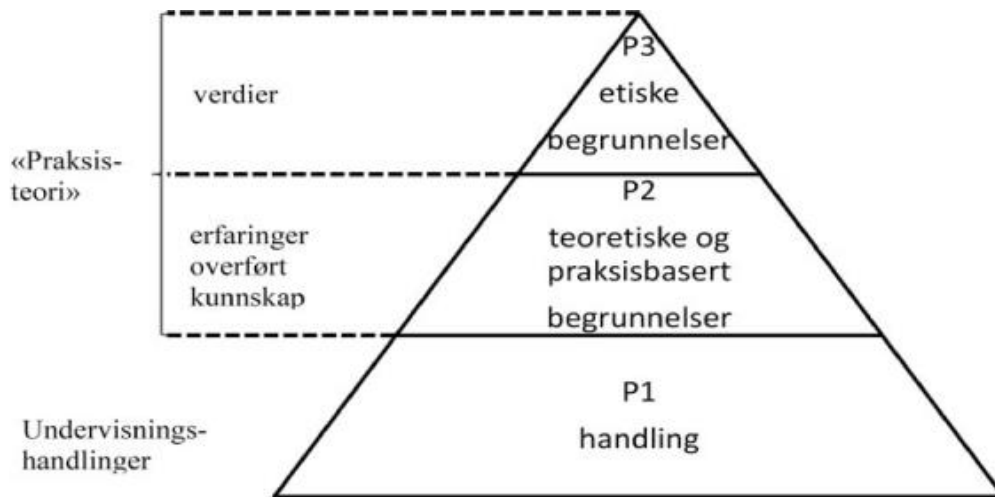 verdier
«Praksis-
teori»
erfaringer
overført
kunnskap
Undervisnings-
handlinger
P3
etiske
begrunnelser
P2
teoretiske og
praksisbasert
begrunnelser
P1
handling